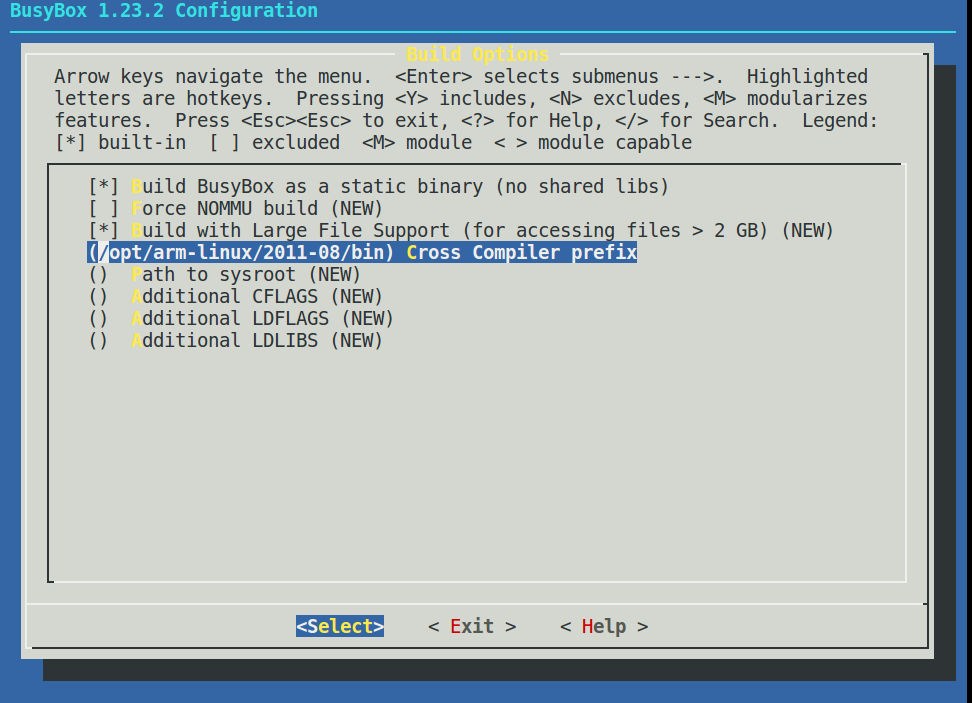 BusyBox 1.23.2 Configuration
Build Options
Arrow keys navigate the menu.  <Enter> selects submenus --->.  Highlighted
letters are hotkeys.  Pressing <Y> includes, <N> excludes, <M> modularizes
features.  Press <Esc><Esc> to exit, <?> for Help, </> for Search.  Legend:
[*] built-in  [ ] excluded  <M> module  < > module capable
[*] Build BusyBox as a static binary (no shared libs)
[ ] Force NOMMU build (NEW)
[*] Build with Large File Support (for accessing files > 2 GB) (NEW)
(/opt/arm-linux/2011-08/bin) Cross Compiler prefix
()  Path to sysroot (NEW)
()  Additional CFLAGS (NEW)
()  Additional LDFLAGS (NEW)
()  Additional LDLIBS (NEW)
<Select>    < Exit >    < Help >